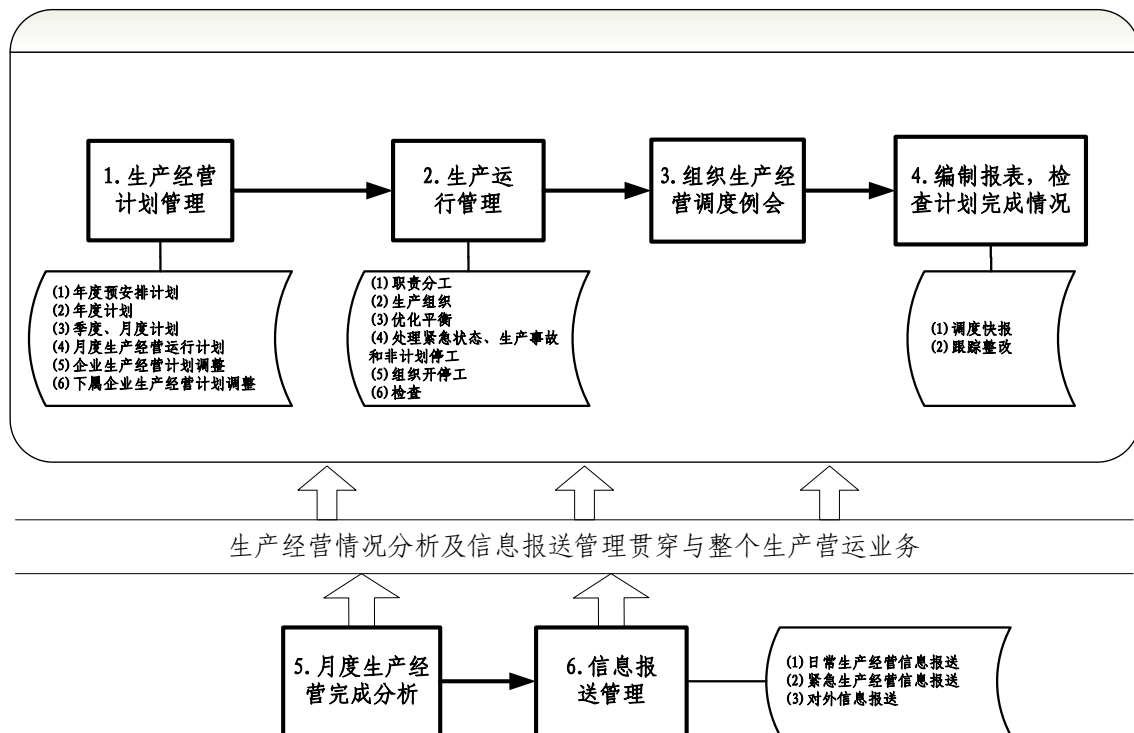 1. 生产经营
计划管理
2. 生产运
行管理
3. 组织生产经
营调度例会
4. 编制报表，检
查计划完成情况
(1) 年度预安排计划
(2) 年度计划
(3) 季度、月度计划
(4) 月度生产经营运行计划
(5) 企业生产经营计划调整
(6) 下属企业生产经营计划调整
(1) 职责分工
(2) 生产组织
(3) 优化平衡
(4) 处理紧急状态、生产事故
和非计划停工
(5) 组织开停工
(6) 检查
(1) 调度快报
(2) 跟踪整改
生产经营情况分析及信息报送管理贯穿与整个生产营运业务
5. 月度生产经
营完成分析
6. 信息报
送管理
(1) 日常生产经营信息报送
(2) 紧急生产经营信息报送
(3) 对外信息报送